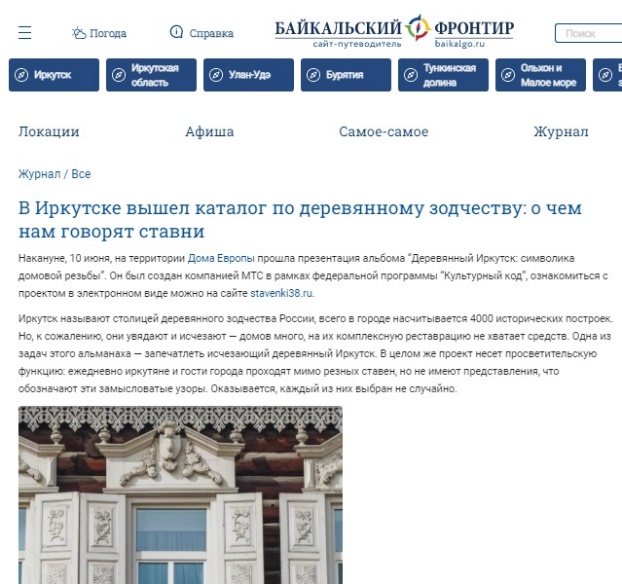 Погода
Справка
БАЙКАЛЬСКИЙ ФРОНТИР
сайт-путеводитель baikalgo.ru
Поиск
Иркутск
Иркутская область
Улан-Удэ
Бурятия
Тункинская долина
Ольхон и Малое море
Локации Афиша Самое-самое Журнал
Журнал / Все
В Иркутске вышел каталог по деревянному зодчеству: о чем
нам говорят ставни
Накануне, 10 июня, на территории Дома Европы прошла презентация альбома “Деревянный Иркутск: символика
домовой резьбы”. Он был создан компанией МТС в рамках федеральной программы “Культурный код”, ознакомиться с
проектом в электронном виде можно на сайте stavenki38.ru.
Иркутск называют столицей деревянного зодчества России, всего в городе насчитывается 4000 исторических построек.
Но, к сожалению, они увядают и исчезают — домов много, на их комплексную реставрацию не хватает средств. Одна из
задач этого альманаха — запечатлеть исчезающий деревянный Иркутск. В целом же проект несет просветительскую
функцию: ежедневно иркутяне и гости города проходят мимо резных ставен, но не имеют представления, что
обозначают эти замысловатые узоры. Оказывается, каждый из них выбран не случайно.